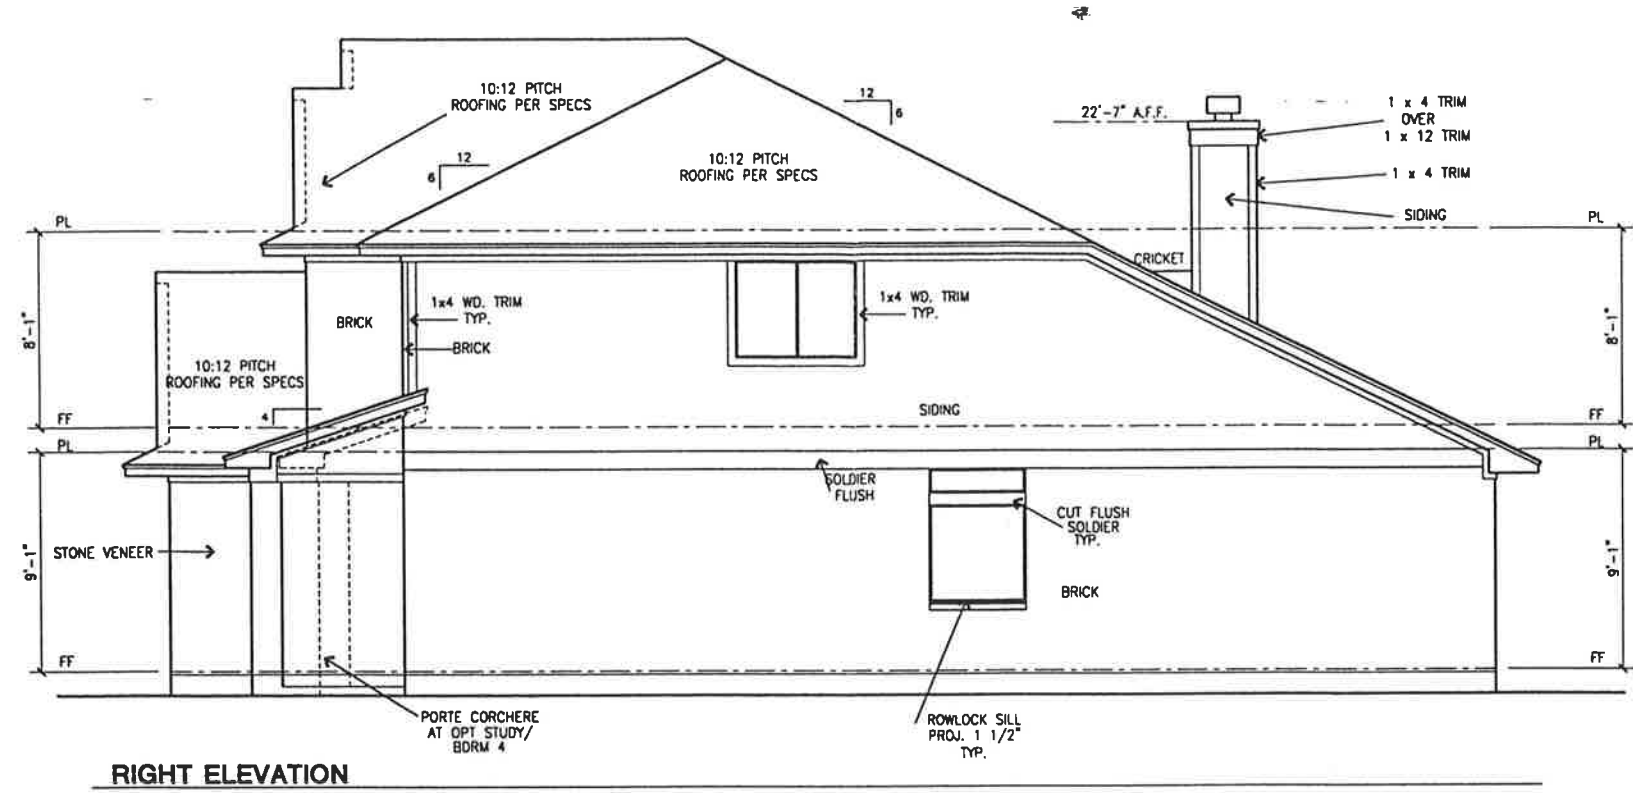 10:12 PITCH
ROOFING PER SPECS
12
6
12
6
10:12 PITCH
ROOFING PER SPECS
22'-7" A.F.F.
1 x 4 TRIM
OVER
1 x 12 TRIM
1 x 4 TRIM
SIDING
PL
PL
CRICKET
8'-1"
BRICK
1x4 WD. TRIM
TYP.
BRICK
1x4 WD. TRIM
TYP.
8'-1"
10:12 PITCH
ROOFING PER SPECS
4
SIDING
FF
FF
PL
PL
SOLDIER
FLUSH
CUT FLUSH
SOLDIER
TYP.
STONE VENEER
9'-1"
9'-1"
BRICK
FF
FF
PORTE CORCHERE
AT OPT STUDY/
BDRM 4
ROWLOCK SILL
PROJ. 1 1/2"
TYP.
RIGHT ELEVATION